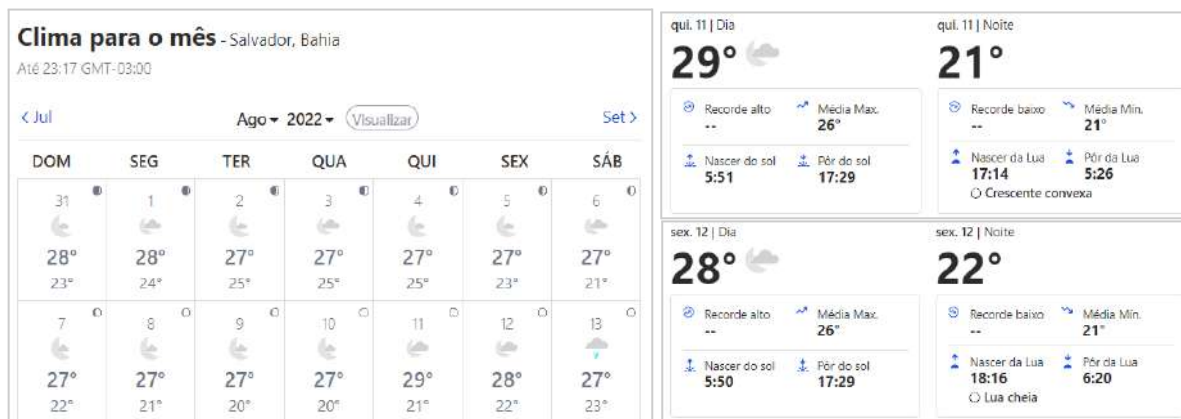 Clima para o mês - Salvador, Bahia
Até 23:17 GMT-03:00
< Jul Ago 2022 Visualizar Set >
DOM SEG TER QUA QUI SEX SÁB
31 1 2 3 4 5 6
28° 28° 27° 27° 27° 27° 27°
23° 24° 25° 25° 25° 23° 21°
7 8 9 10 11 12 13
27° 27° 27° 27° 29° 28° 27°
22° 21° 20° 20° 21° 22° 23°
qui. 11 | Dia
29°
Recorde alto Média Max.
-- 26°
Nascer do sol Pôr do sol
5:51 17:29
qui. 11 | Noite
21°
Recorde baixo Média Mín.
-- 21°
Nascer da Lua Pôr da Lua
17:14 5:26
Crescente convexa
sex. 12 | Dia
28°
Recorde alto Média Max.
-- 26°
Nascer do sol Pôr do sol
5:50 17:29
sex. 12 | Noite
22°
Recorde baixo Média Mín.
-- 21°
Nascer da Lua Pôr da Lua
18:16 6:20
Lua cheia